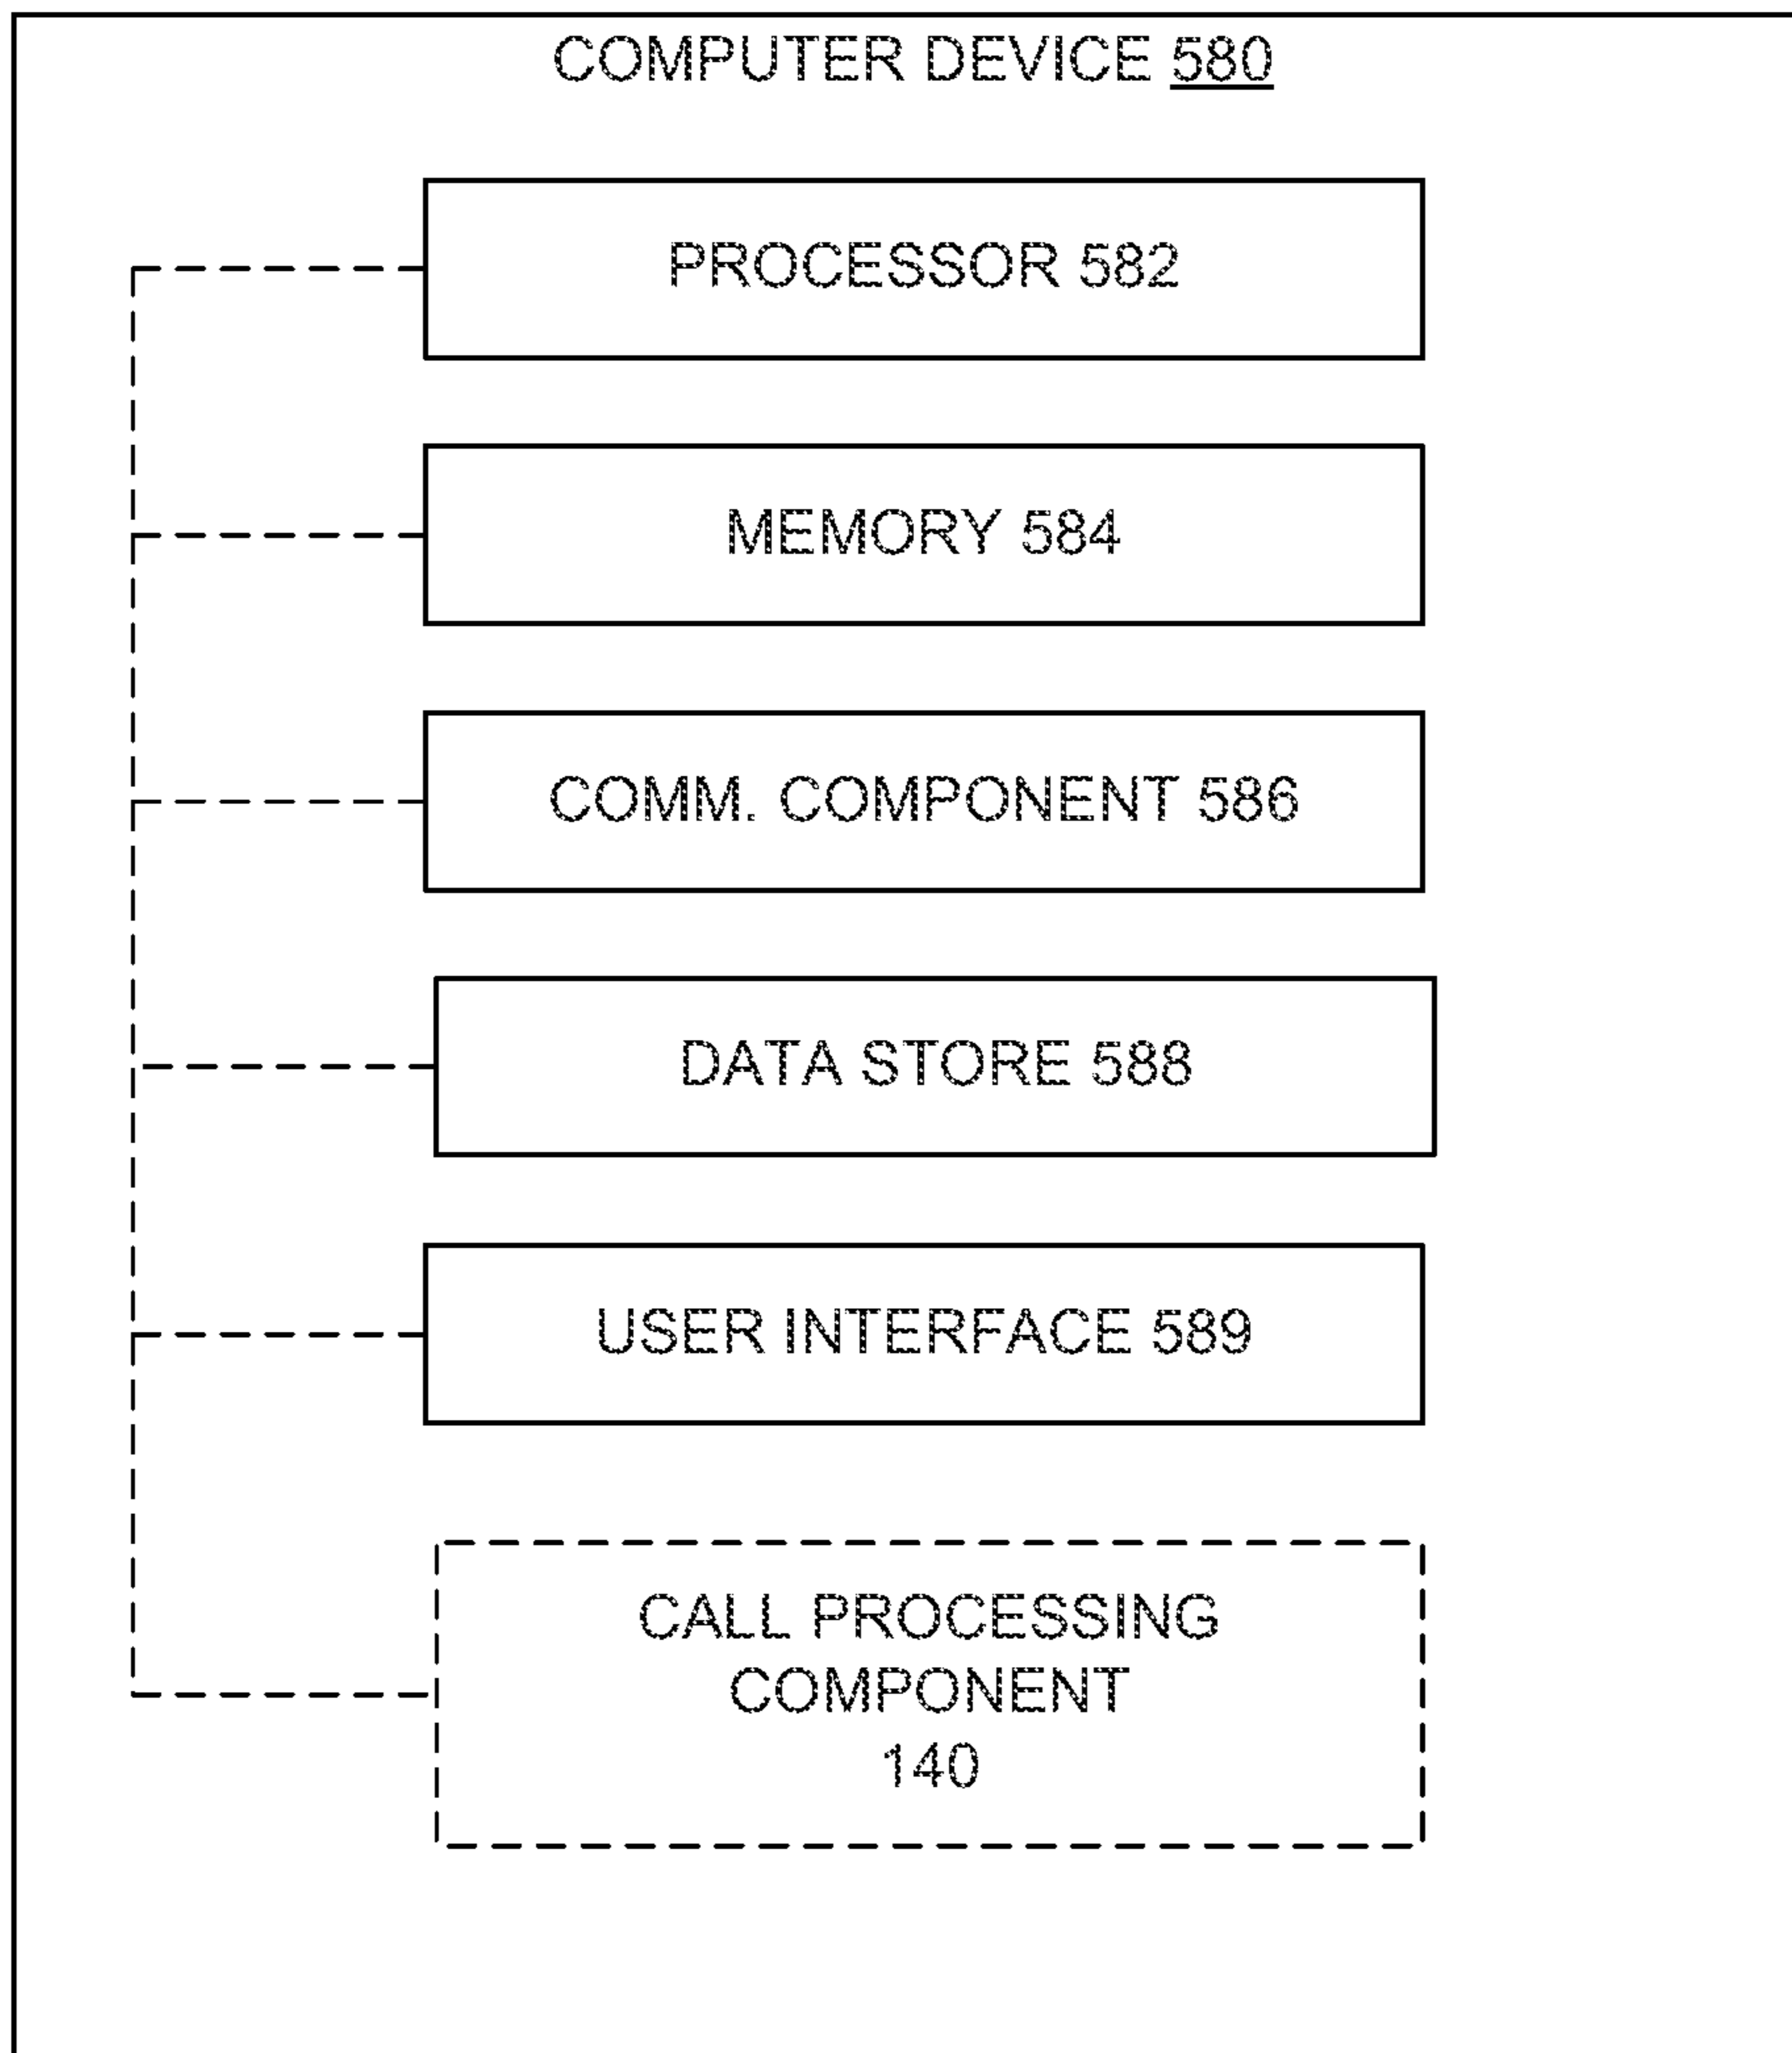 COMPUTER DEVICE 580
PROCESSOR 582
MEMORY 584
COMM. COMPONENT 586
DATA STORE 588
USER INTERFACE 589
CALL PROCESSING
COMPONENT
140